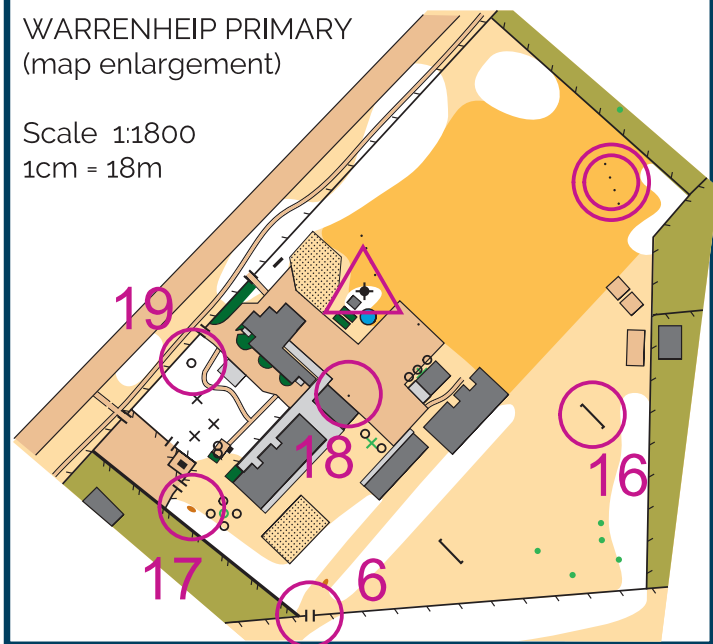 WARRENHEIP PRIMARY
(map enlargement)
Scale 1:1800
1cm = 18m
19
18
16
17
6